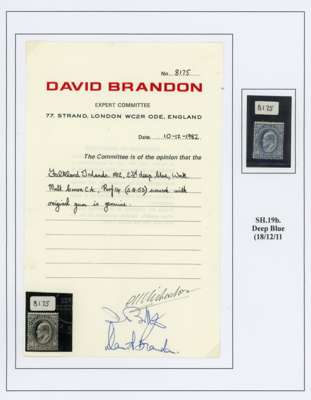 No. 8175
DAVID BRANDON
EXPERT COMMITTEE
77, STRAND, LONDON WC2R ODE, ENGLAND
Date. 10-12-1982
The Committee is of the opinion that the
Falkland Islands 1912, 2½d deep blue, Wmk
Mult Crown C.A., Perf 14 (S.G. ) unused with
original gum is genuine.
David Brandon.
8175
8175
SH.19b.
Deep Blue
(18/12/11